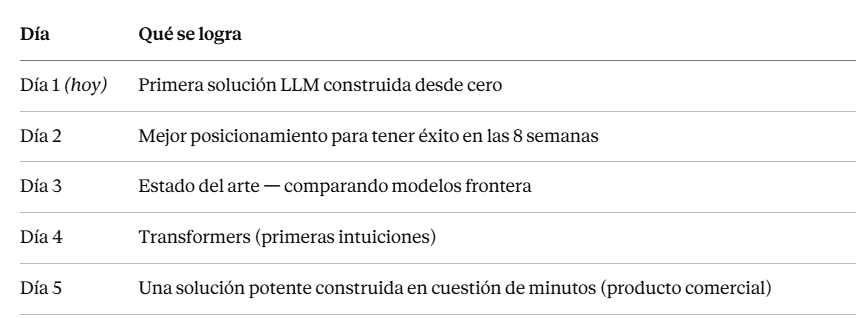 Día Qué se logra
Día 1 (hoy) Primera solución LLM construida desde cero
Día 2 Mejor posicionamiento para tener éxito en las 8 semanas
Día 3 Estado del arte — comparando modelos frontera
Día 4 Transformers (primeras intuiciones)
Día 5 Una solución potente construida en cuestión de minutos (producto comercial)